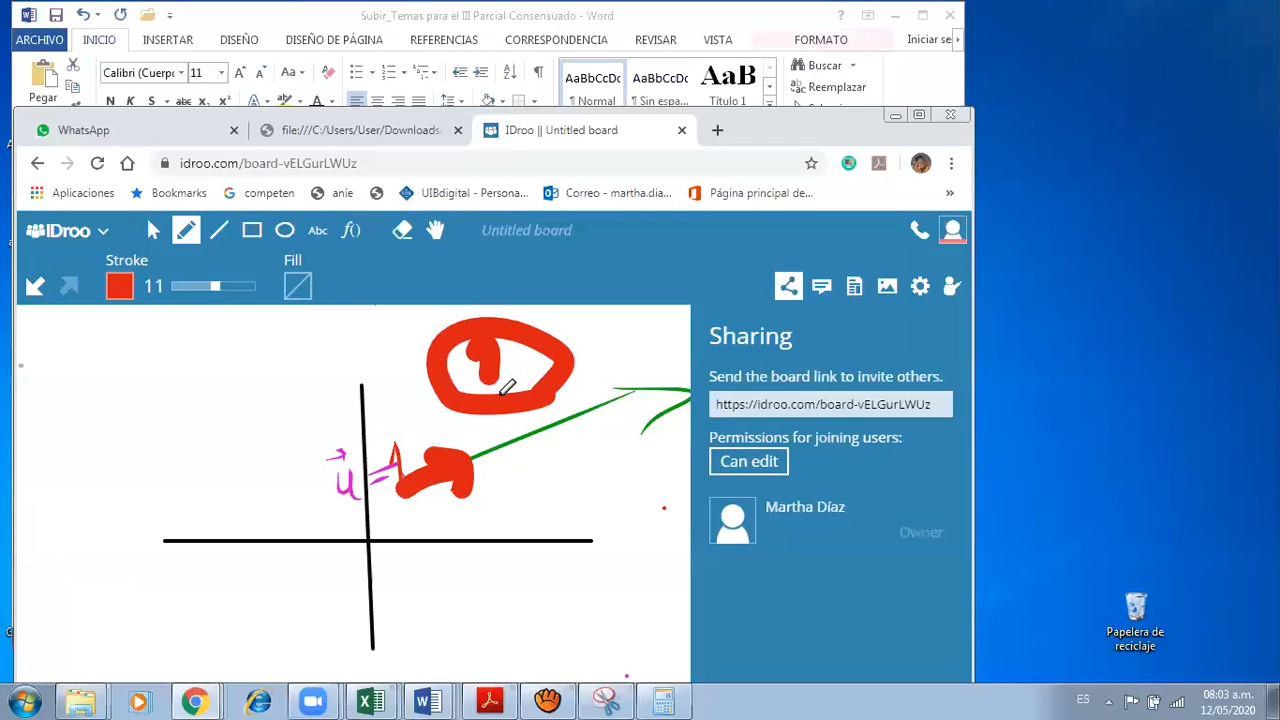 Subir_Temas para el III Parcial Consensuado - Word
ARCHIVO INICIO INSERTAR DISEÑO DISEÑO DE PÁGINA REFERENCIAS CORRESPONDENCIA REVISAR VISTA FORMATO Iniciar se
Calibri (Cuerpo 11 AaBbCcDc AaBbCcDc AaB Buscar
Pegar N K S abc ¶ Normal ¶ Sin espa... Título 1 Reemplazar
WhatsApp file:///C:/Users/User/Downloads/ IDroo || Untitled board
idroo.com/board-vELGurLWUz
Aplicaciones Bookmarks competen anie UIBdigital - Persona... Correo - martha.dia... Página principal de... »
IDroo Abc f() Untitled board
Stroke Fill
11
Sharing
Send the board link to invite others.
https://idroo.com/board-vELGurLWUz
Permissions for joining users:
Can edit
Martha Díaz
Owner
1
u =
Papelera de
reciclaje
ES 08:03 a.m.
12/05/2020